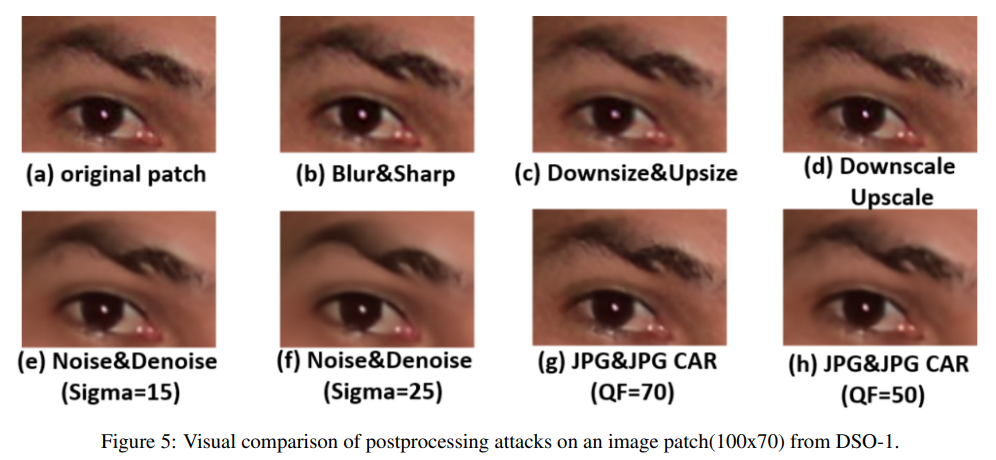 (a) original patch
(b) Blur&Sharp
(c) Downsize&Upsize
(d) Downscale
Upscale
(e) Noise&Denoise
(Sigma=15)
(f) Noise&Denoise
(Sigma=25)
(g) JPG&JPG CAR
(QF=70)
(h) JPG&JPG CAR
(QF=50)
Figure 5: Visual comparison of postprocessing attacks on an image patch(100x70) from DSO-1.